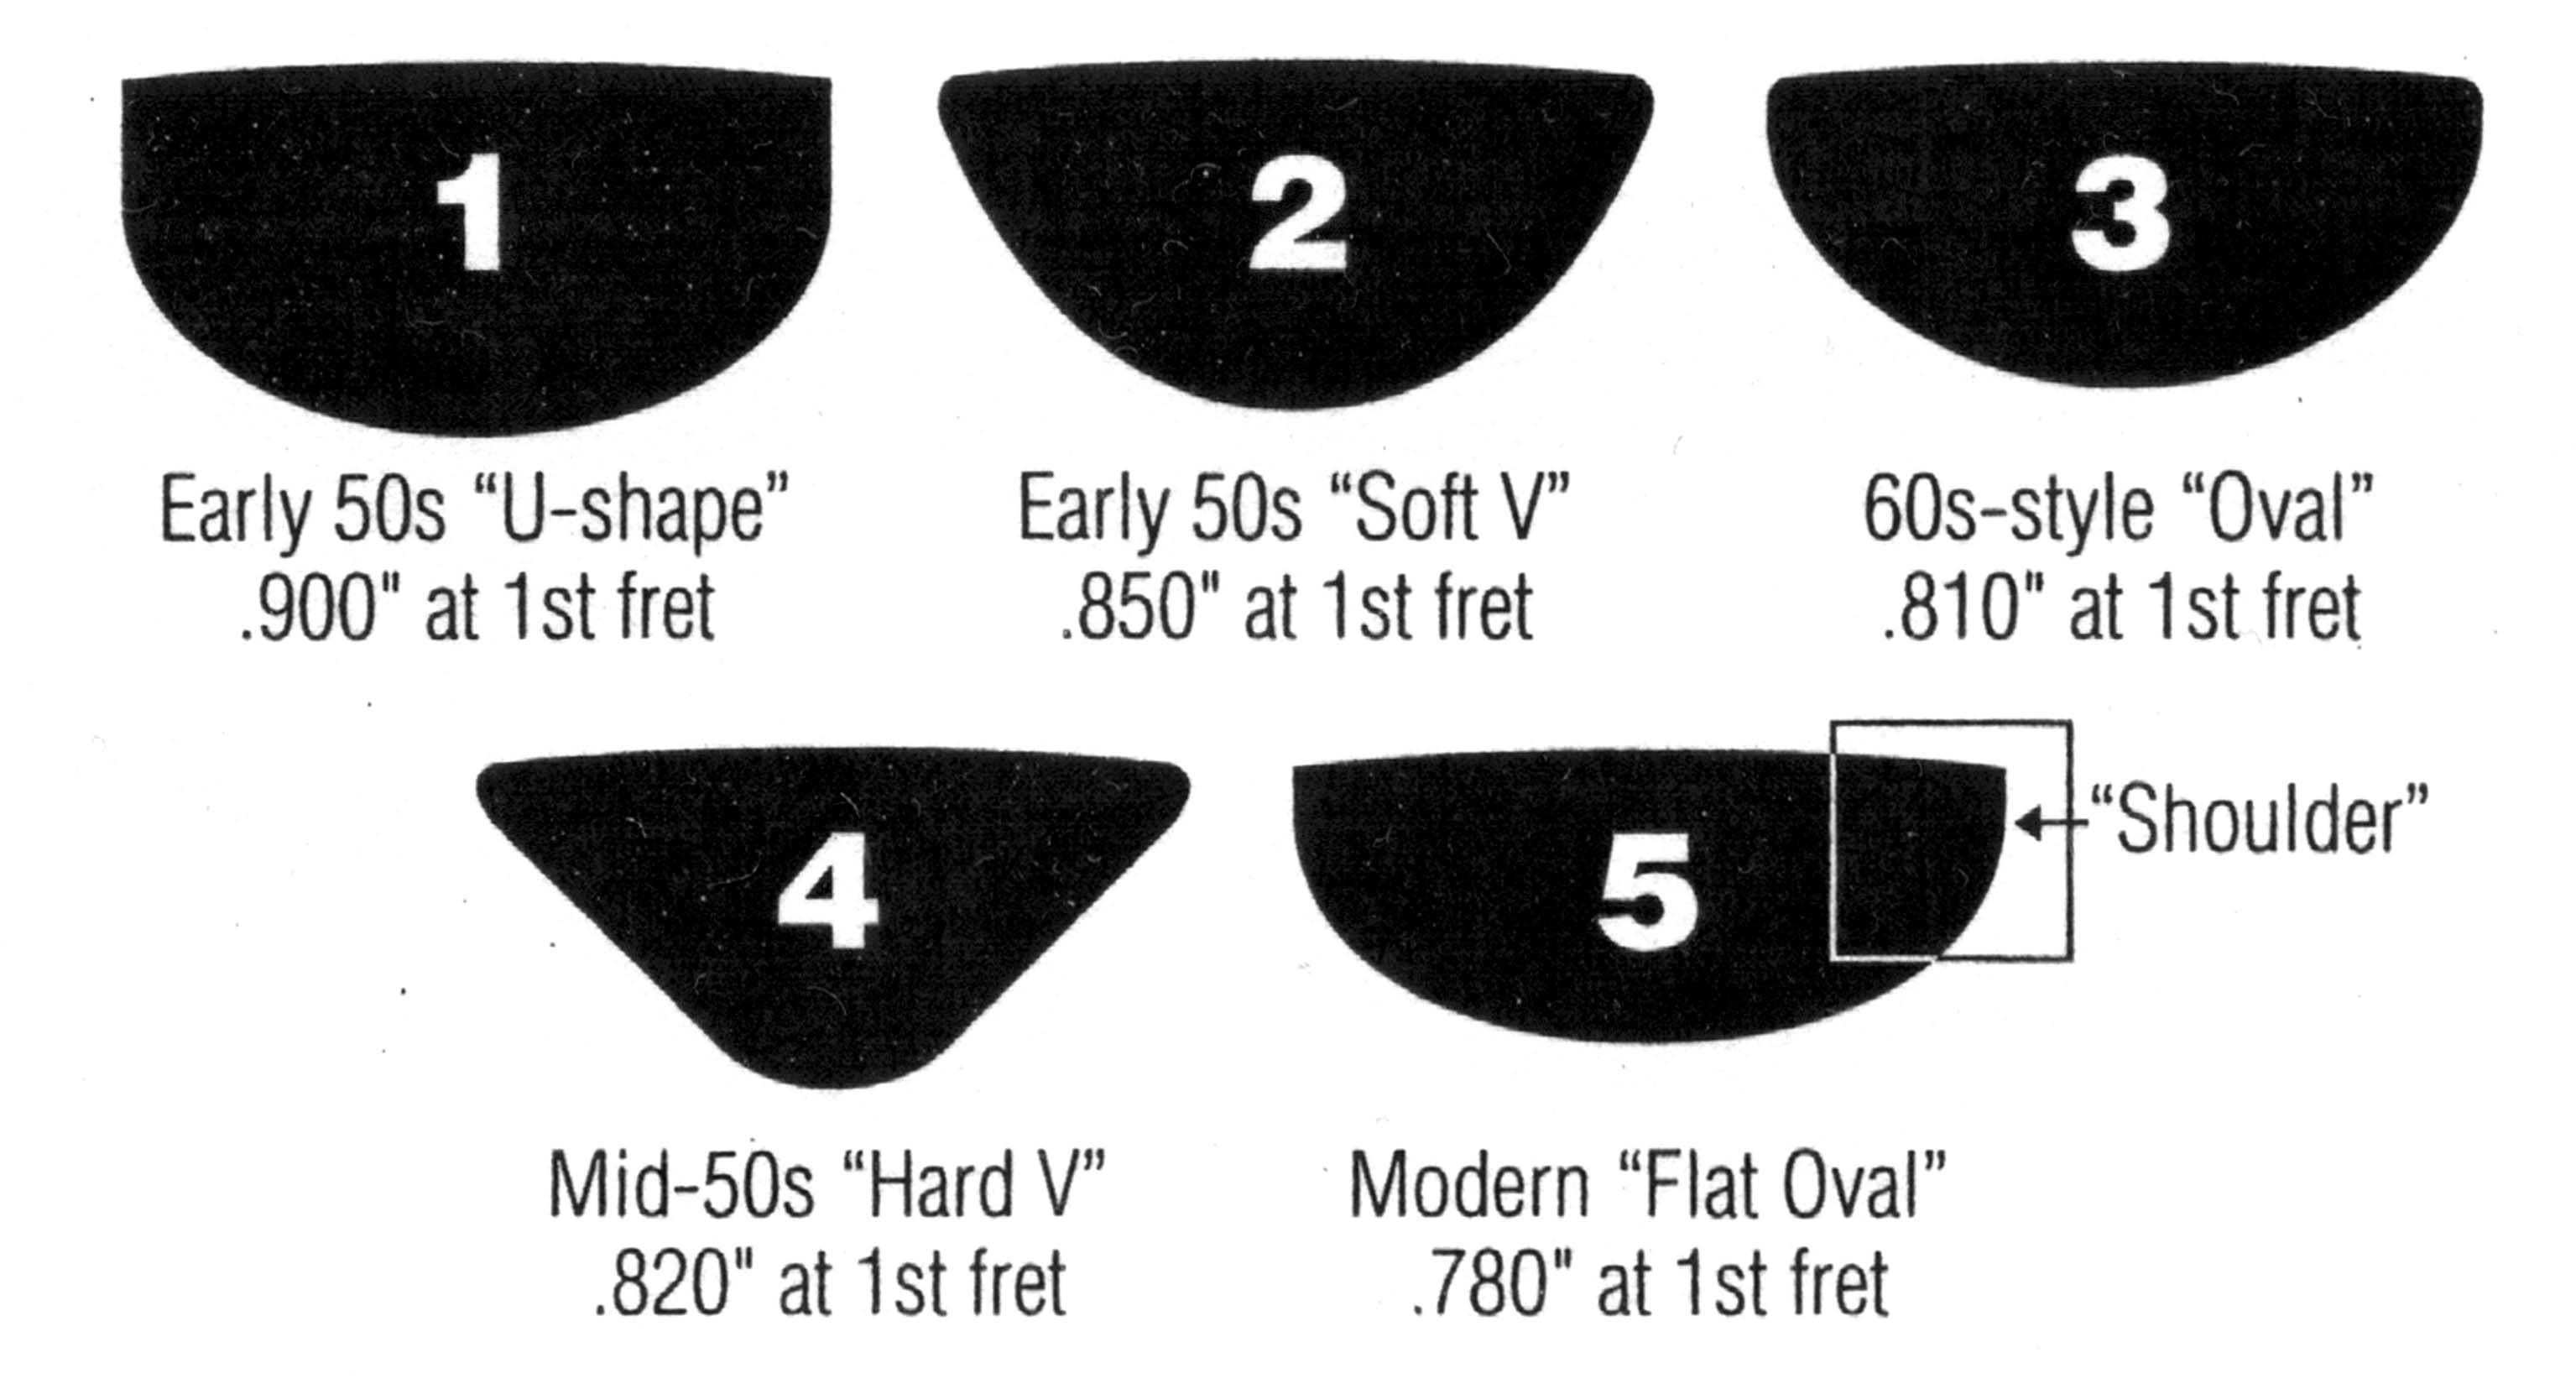 1
2
3
Early 50s “U-shape”
.900" at 1st fret
Early 50s “Soft V”
.850" at 1st fret
60s-style “Oval”
.810" at 1st fret
4
5
“Shoulder”
Mid-50s “Hard V”
.820" at 1st fret
Modern “Flat Oval”
.780" at 1st fret